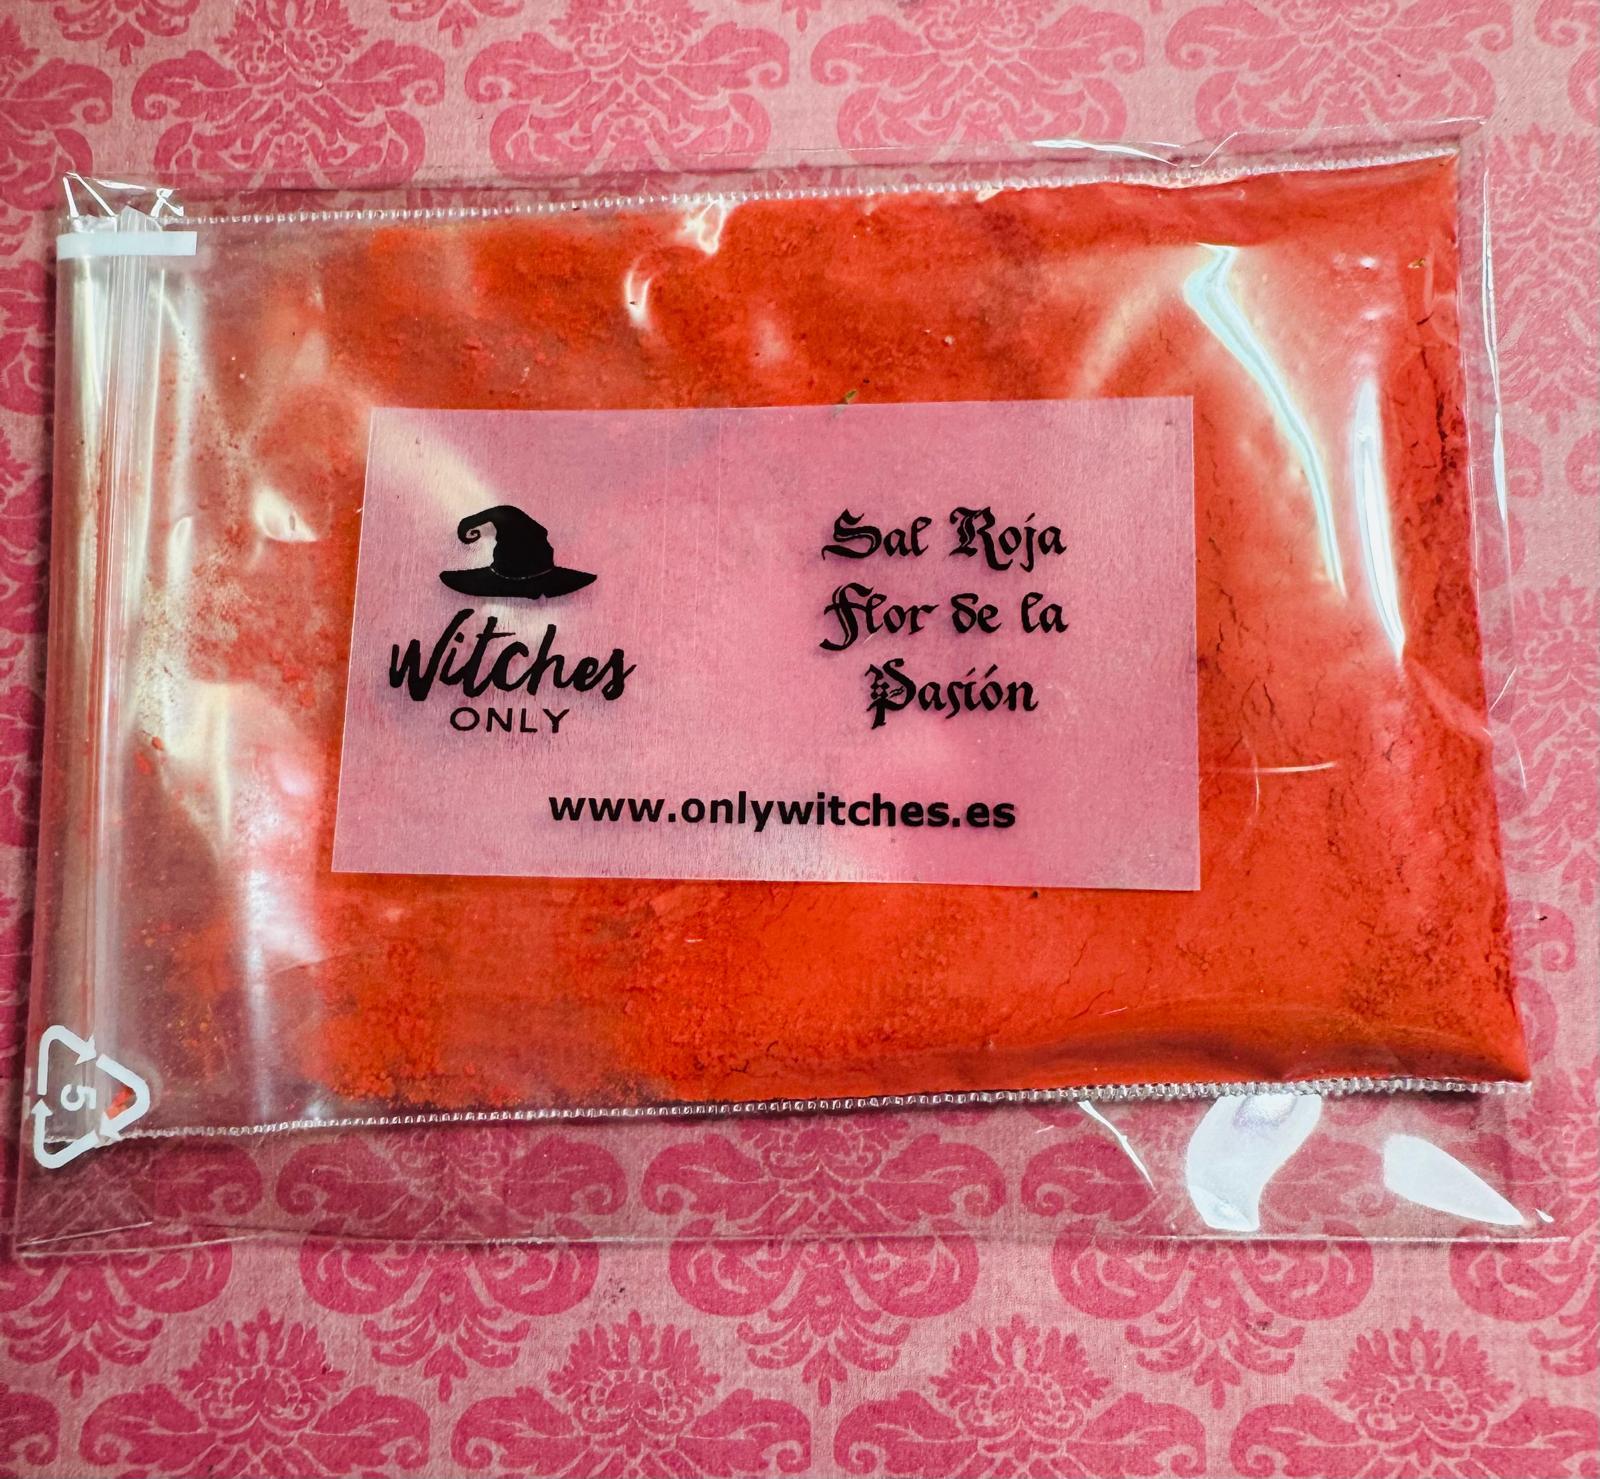 Witches
ONLY
Sal Roja
Flor de la
Pasión
www.onlywitches.es
5